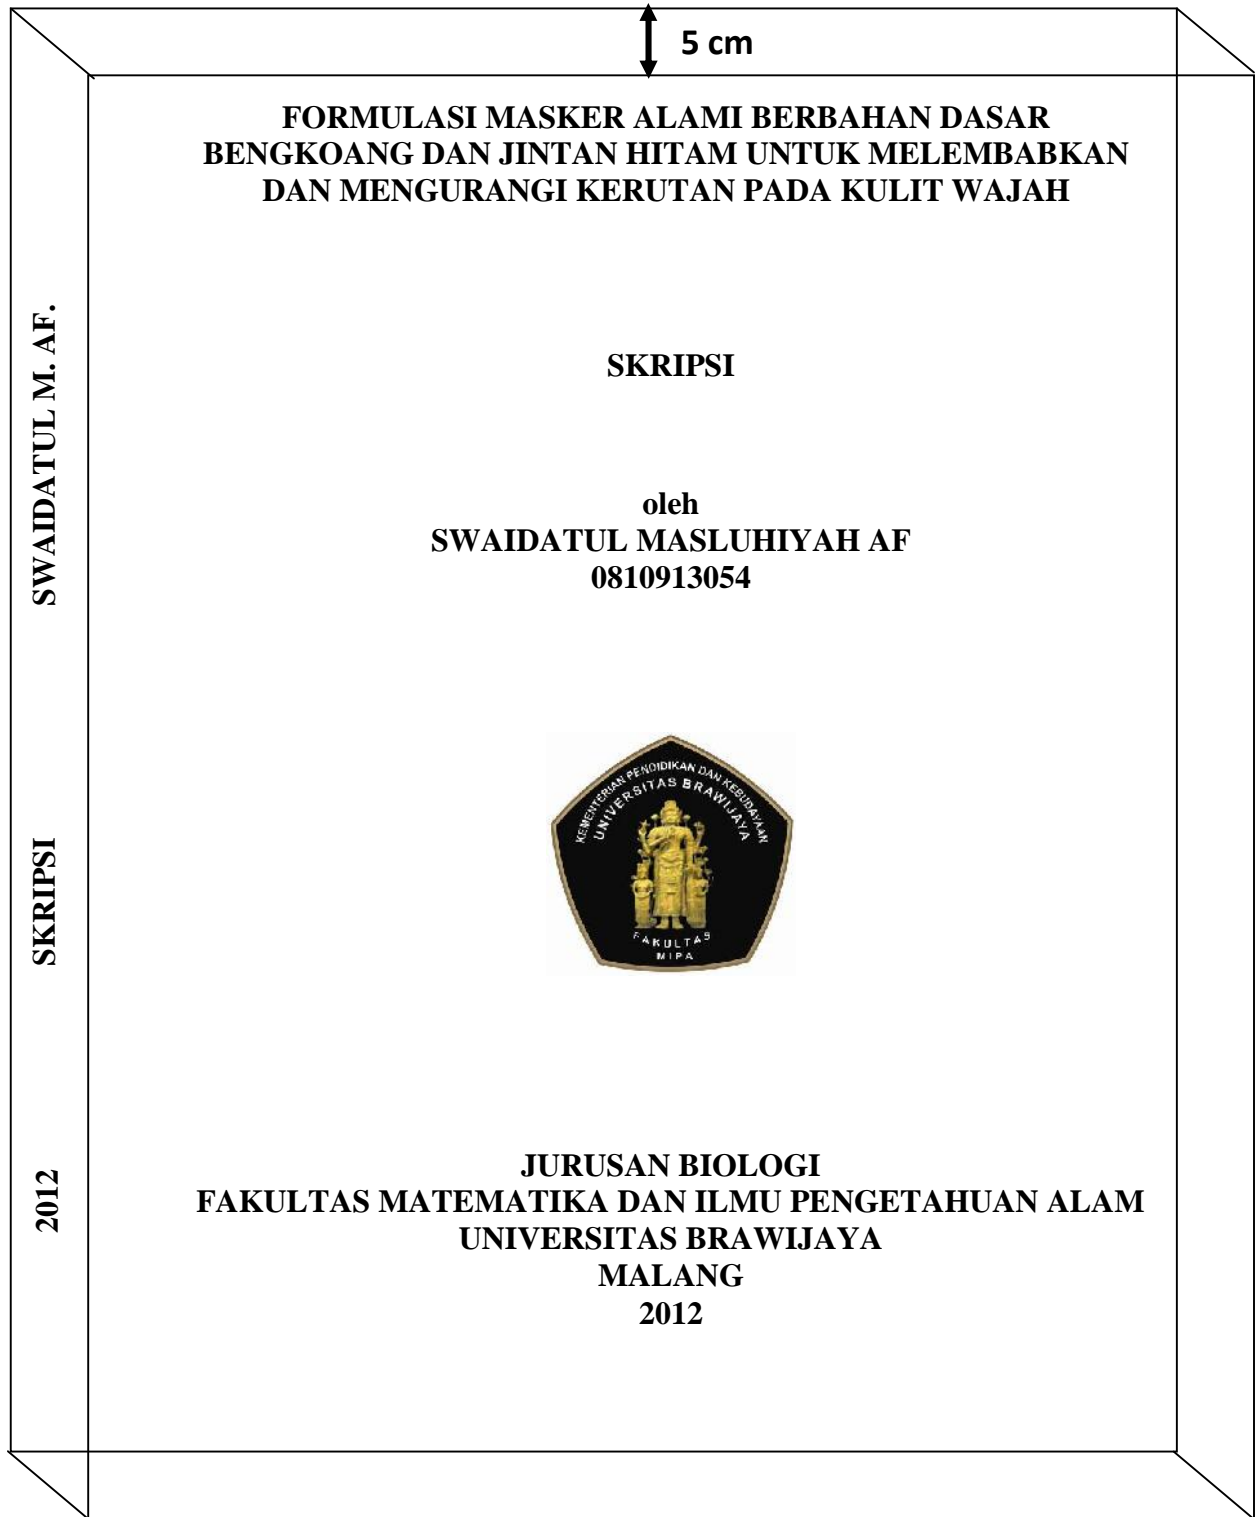 5 cm
FORMULASI MASKER ALAMI BERBAHAN DASAR
BENGKOANG DAN JINTAN HITAM UNTUK MELEMBABKAN
DAN MENGURANGI KERUTAN PADA KULIT WAJAH
SKRIPSI
oleh
SWAIDATUL MASLUHIYAH AF
0810913054
KEMENTERIAN PENDIDIKAN DAN KEBUDAYAAN
UNIVERSITAS BRAWIJAYA
FAKULTAS
MIPA
JURUSAN BIOLOGI
FAKULTAS MATEMATIKA DAN ILMU PENGETAHUAN ALAM
UNIVERSITAS BRAWIJAYA
MALANG
2012
SWAIDATUL M. AF.
SKRIPSI
2012